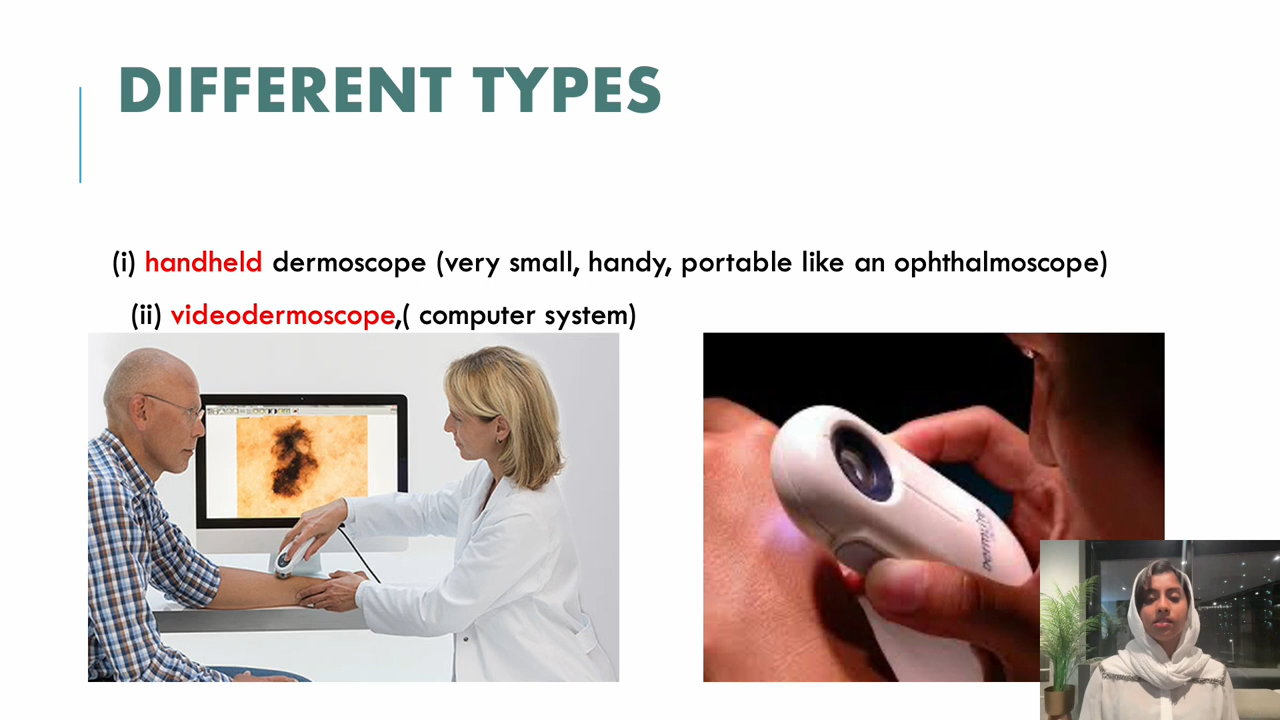 DIFFERENT TYPES
(i) handheld dermoscope (very small, handy, portable like an ophthalmoscope)
(ii) videodermoscope,( computer system)